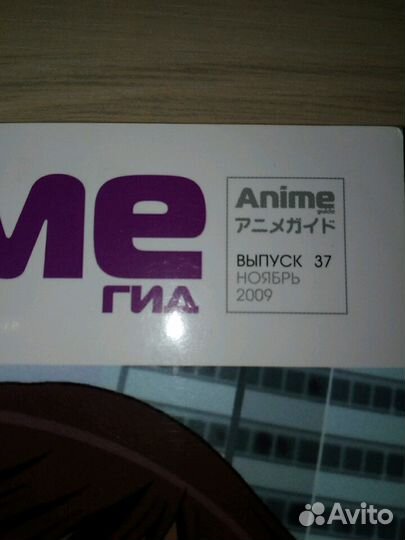 ме
ГИД
Anime
guide
アニメガイド
ВЫПУСК 37
НОЯБРЬ
2009
Avito